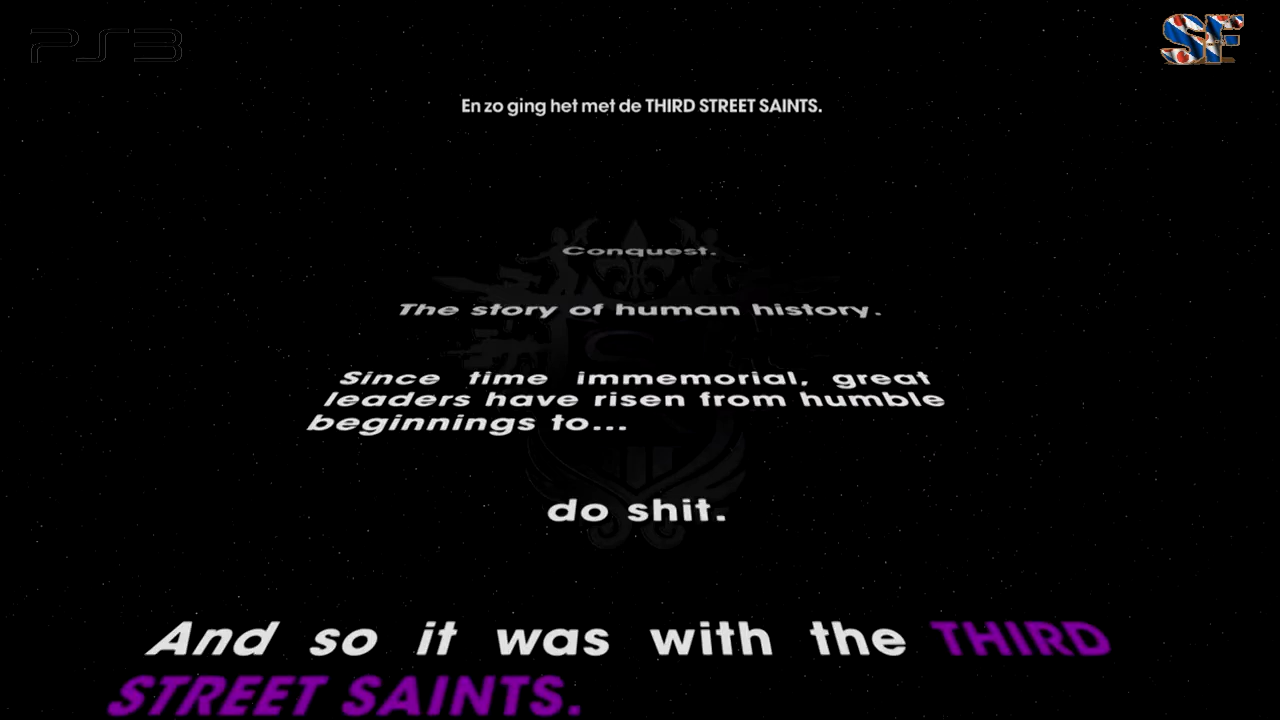 PS3
SF
En zo ging het met de THIRD STREET SAINTS.
Conquest.
The story of human history.
Since time immemorial, great
leaders have risen from humble
beginnings to...
do shit.
And so it was with the THIRD
STREET SAINTS.